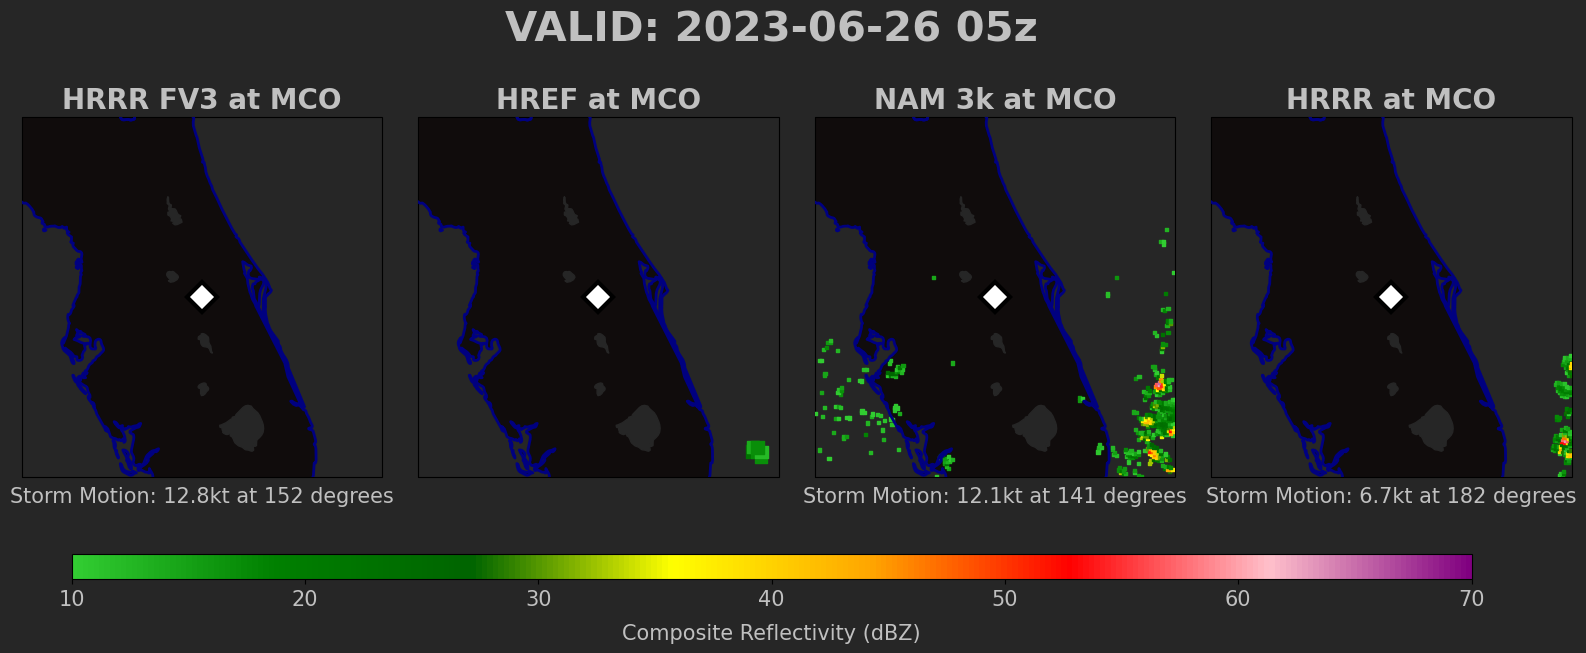 VALID: 2023-06-26 05z
HRRR FV3 at MCO
HREF at MCO
NAM 3k at MCO
HRRR at MCO
Storm Motion: 12.8kt at 152 degrees
Storm Motion: 12.1kt at 141 degrees
Storm Motion: 6.7kt at 182 degrees
10 20 30 40 50 60 70
Composite Reflectivity (dBZ)